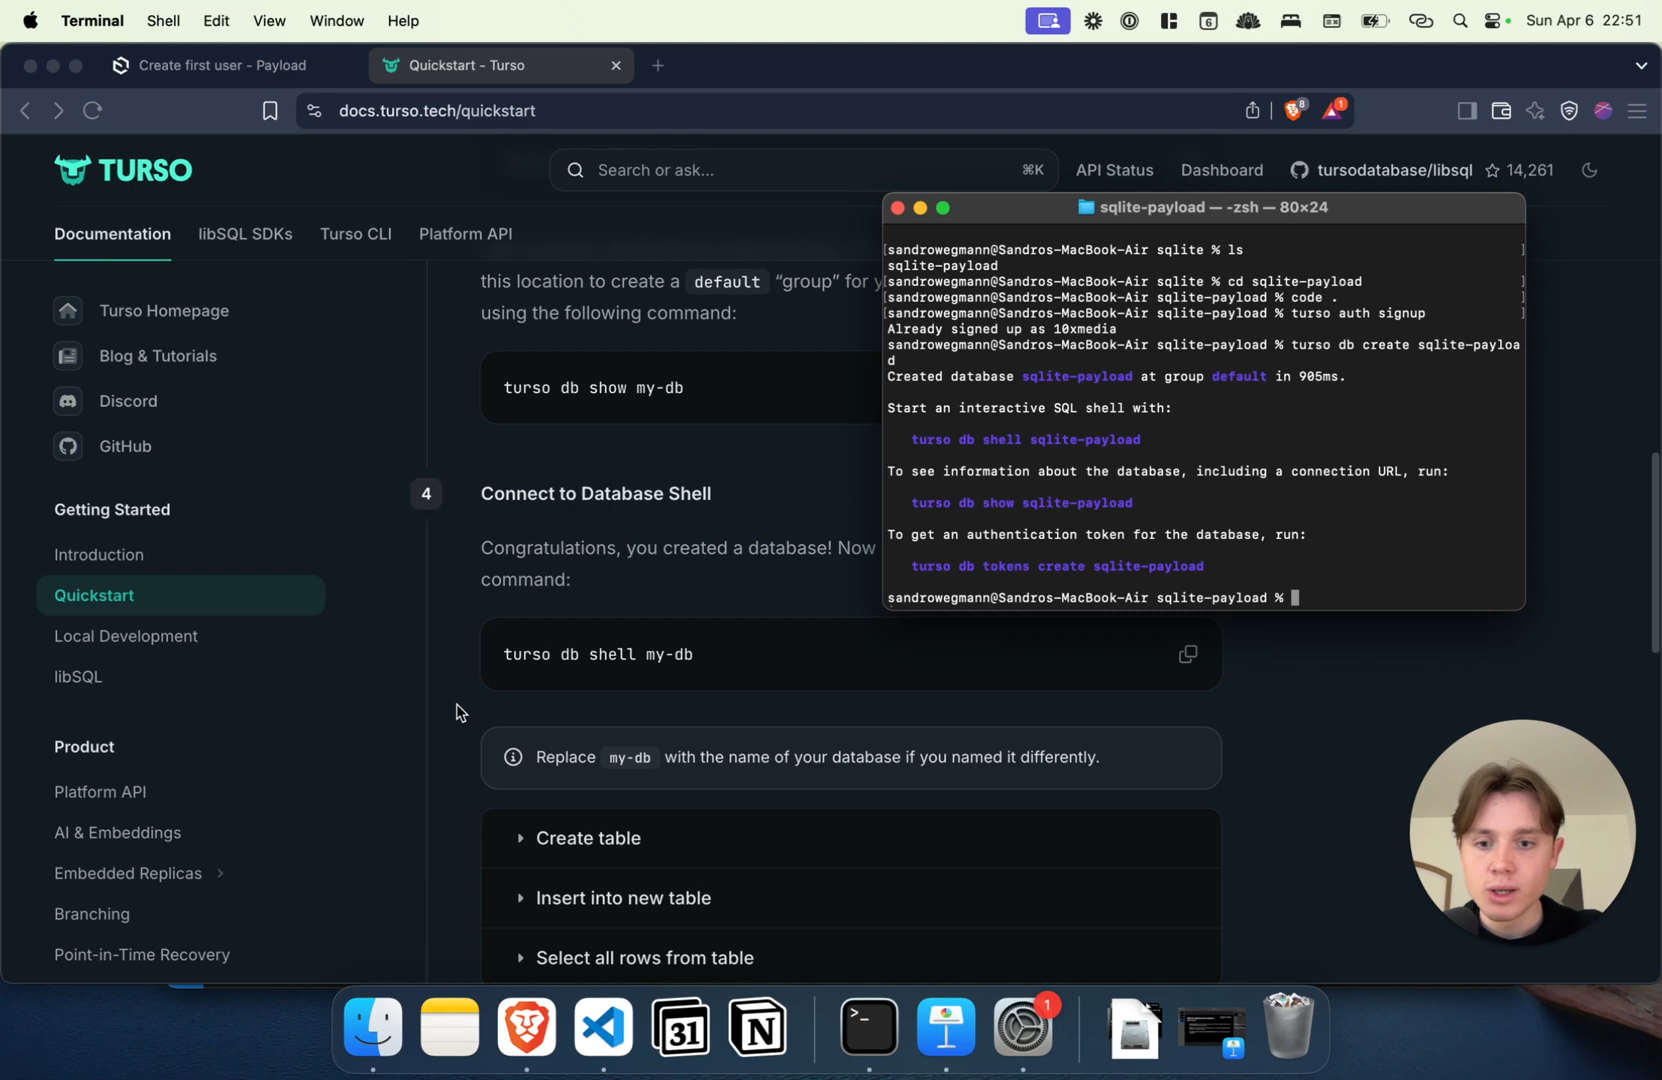 Terminal Shell Edit View Window Help
6
Sun Apr 6 22:51
Create first user - Payload
Quickstart - Turso
docs.turso.tech/quickstart
8
1
TURSO
Search or ask...
⌘K
API Status
Dashboard
tursodatabase/libsql
14,261
Documentation
libSQL SDKs
Turso CLI
Platform API
Turso Homepage
Blog & Tutorials
Discord
GitHub
Getting Started
Introduction
Quickstart
Local Development
libSQL
Product
Platform API
AI & Embeddings
Embedded Replicas
Branching
Point-in-Time Recovery
this location to create a default “group” for y
using the following command:
turso db show my-db
4
Connect to Database Shell
Congratulations, you created a database! Now
command:
turso db shell my-db
Replace my-db with the name of your database if you named it differently.
Create table
Insert into new table
Select all rows from table
sqlite-payload — -zsh — 80×24
[sandrowegmann@Sandros-MacBook-Air sqlite % ls ]
sqlite-payload
[sandrowegmann@Sandros-MacBook-Air sqlite % cd sqlite-payload ]
[sandrowegmann@Sandros-MacBook-Air sqlite-payload % code . ]
[sandrowegmann@Sandros-MacBook-Air sqlite-payload % turso auth signup ]
Already signed up as 10xmedia
sandrowegmann@Sandros-MacBook-Air sqlite-payload % turso db create sqlite-payloa
d
Created database sqlite-payload at group default in 905ms.
Start an interactive SQL shell with:
turso db shell sqlite-payload
To see information about the database, including a connection URL, run:
turso db show sqlite-payload
To get an authentication token for the database, run:
turso db tokens create sqlite-payload
sandrowegmann@Sandros-MacBook-Air sqlite-payload %
31
N
>_
1